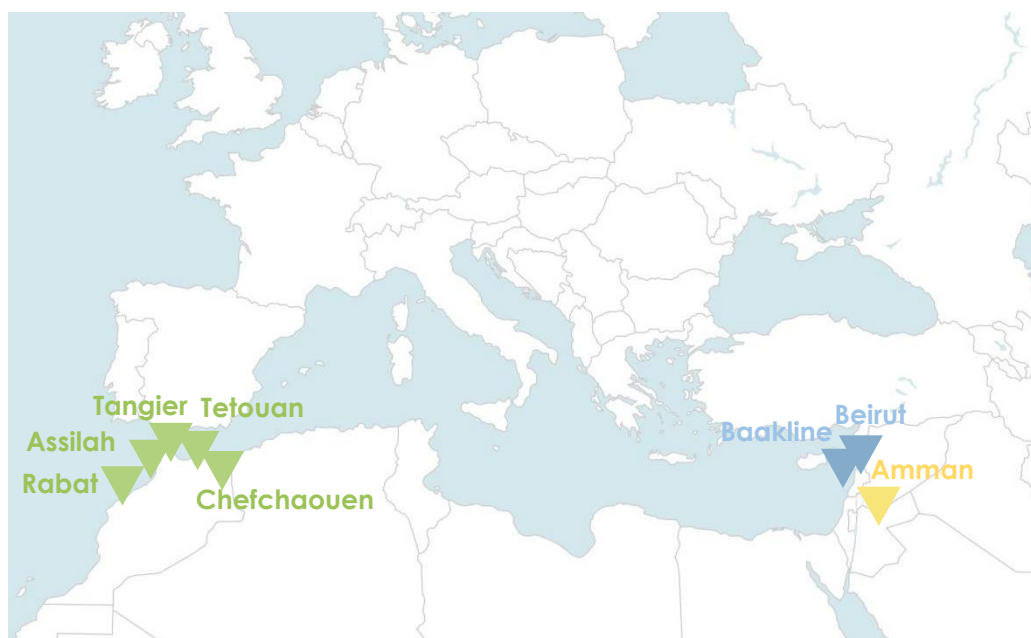 Tangier
Tetouan
Assilah
Rabat
Chefchaouen
Beirut
Baakline
Amman